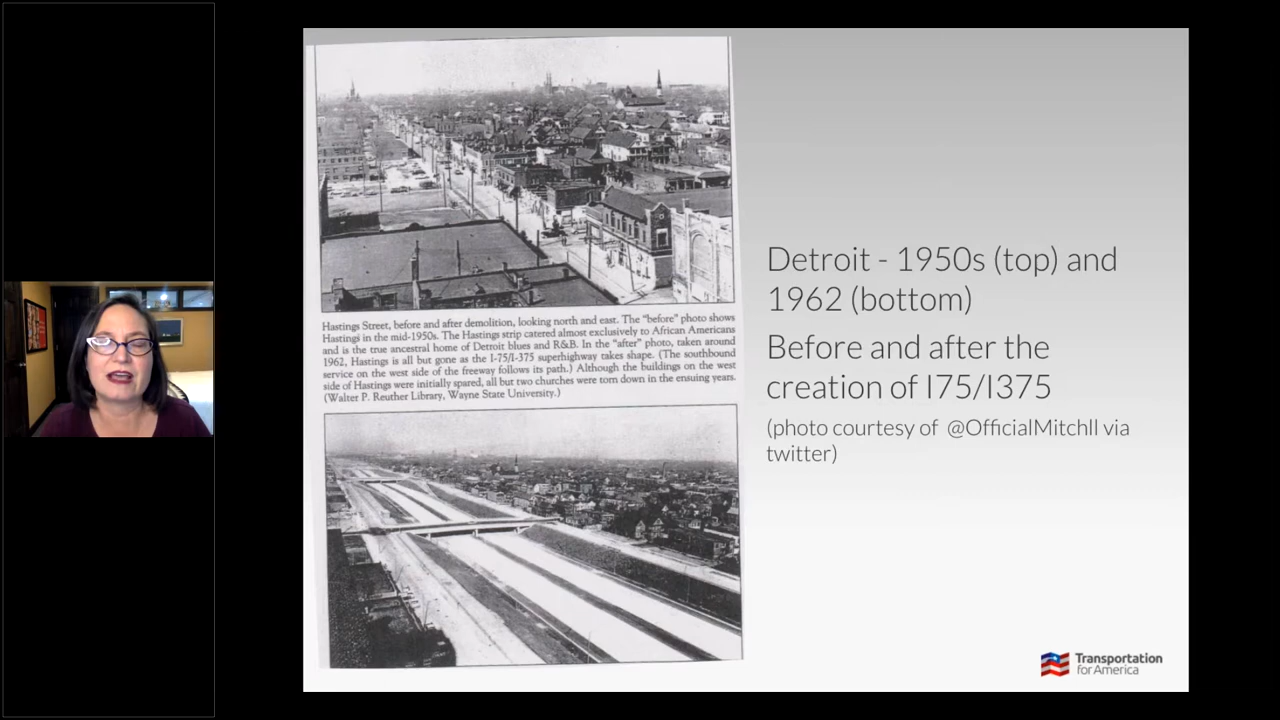 Hastings Street, before and after demolition, looking north and east. The “before” photo shows
Hastings in the mid-1950s. The Hastings strip catered almost exclusively to African Americans
and is the true ancestral home of Detroit blues and R&B. In the “after” photo, taken around
1962, Hastings is all but gone as the I-75/I-375 superhighway takes shape. (The southbound
service on the west side of the freeway follows its path.) Although the buildings on the west
side of Hastings were initially spared, all but two churches were torn down in the ensuing years.
(Walter P. Reuther Library, Wayne State University.)
Detroit - 1950s (top) and
1962 (bottom)
Before and after the
creation of I75/I375
(photo courtesy of @OfficialMitchll via
twitter)
Transportation
for America